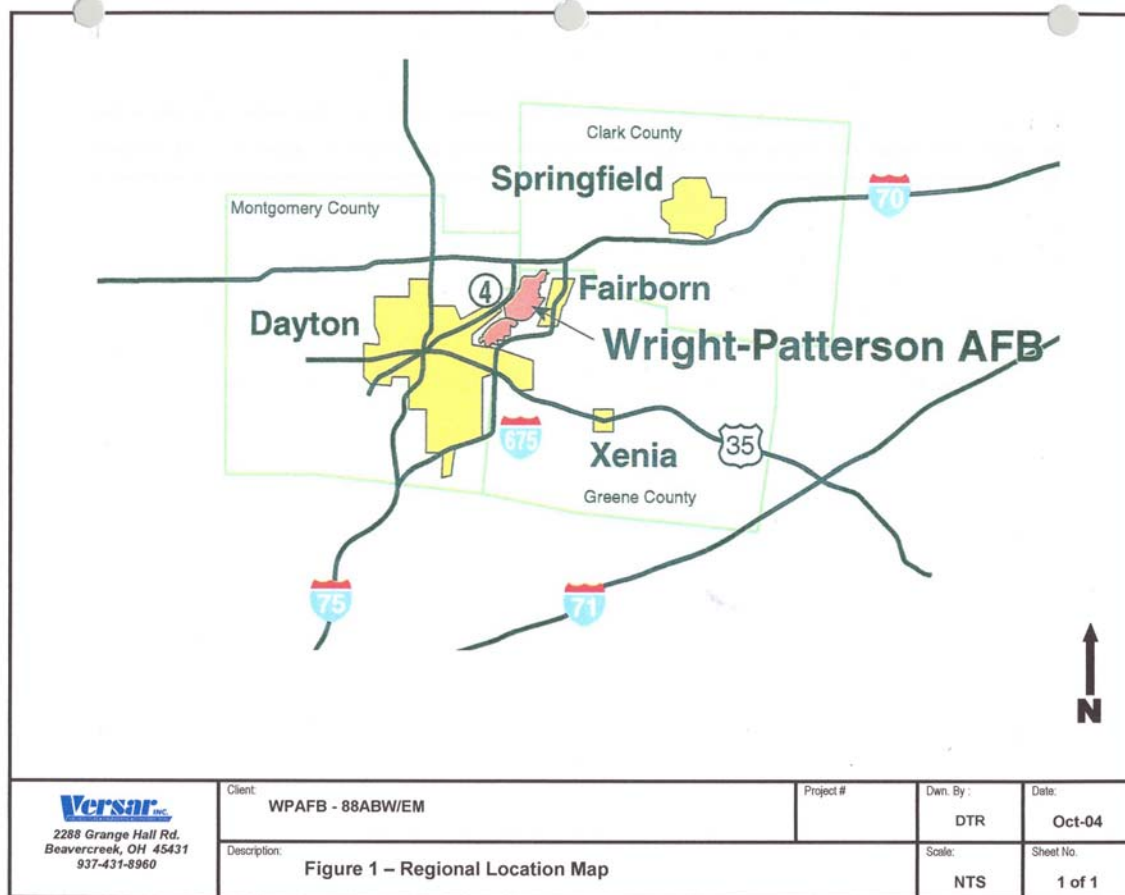 Clark County
Springfield
70
Montgomery County
4
Fairborn
Dayton
Wright-Patterson AFB
675
Xenia
35
Greene County
75
71
N
Versar INC.
2288 Grange Hall Rd.
Beavercreek, OH 45431
937-431-8960
Client:
WPAFB - 88ABW/EM
Project #
Dwn. By :
DTR
Date:
Oct-04
Description:
Figure 1 – Regional Location Map
Scale:
NTS
Sheet No.
1 of 1